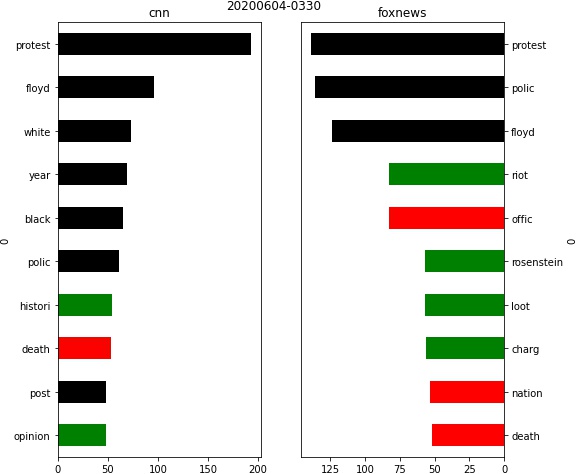 20200604-0330
cnn
foxnews
protest
floyd
white
year
black
polic
histori
death
post
opinion
0
0 50 100 150 200
protest
polic
floyd
riot
offic
rosenstein
loot
charg
nation
death
0
125 100 75 50 25 0